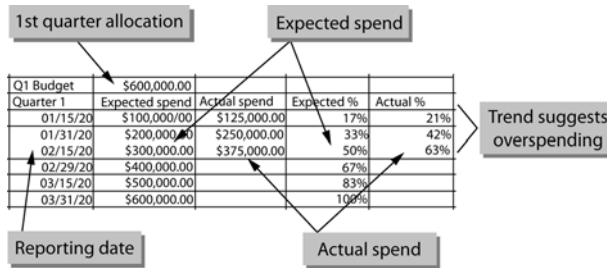 1st quarter allocation
Expected spend
Q1 Budget $600,000.00
Quarter 1 Expected spend Actual spend Expected % Actual %
01/15/20 $100,000/00 $125,000.00 17% 21%
01/31/20 $200,000.00 $250,000.00 33% 42%
02/15/20 $300,000.00 $375,000.00 50% 63%
02/29/20 $400,000.00 67%
03/15/20 $500,000.00 83%
03/31/20 $600,000.00 100%
Trend suggests
overspending
Reporting date
Actual spend